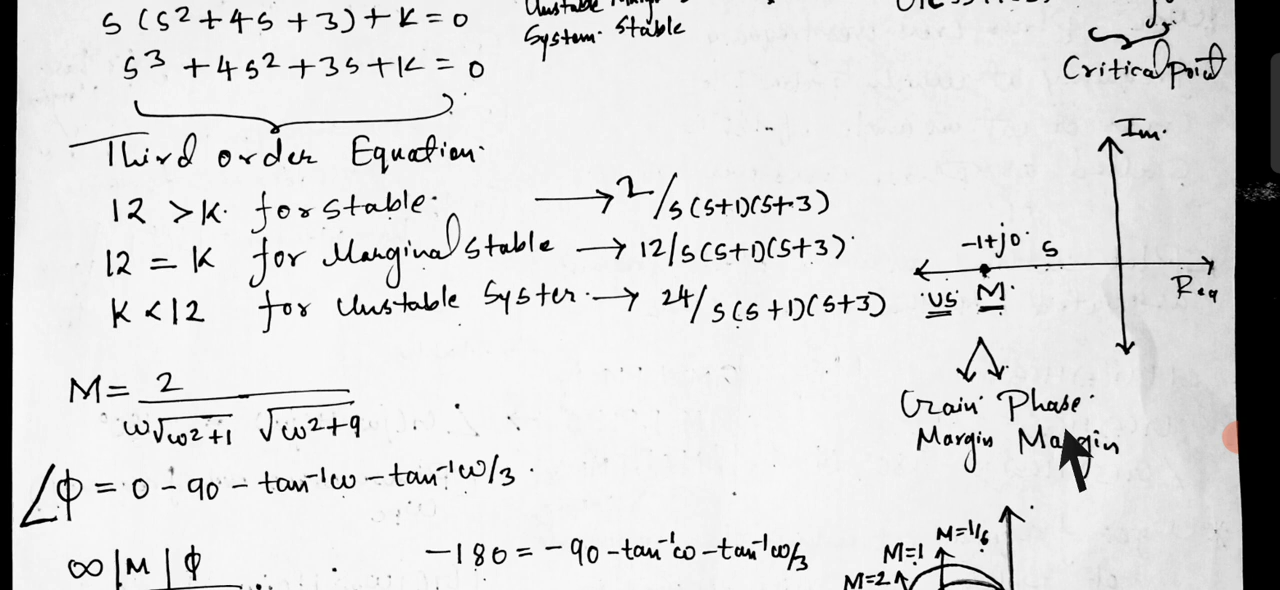 s (s² + 4s + 3) + K = 0
s³ + 4s² + 3s + K = 0
System. Stable
Critical point
Third order Equation.
12 > K. for stable. → 2/s(s+1)(s+3)
12 = K for Marginal stable → 12/s(s+1)(s+3)
K < 12 for Unstable System. → 24/s(s+1)(s+3)
Im.
-1+j0 S
US M
Real
Gain Phase
Margin Margin
M = 2 / ω√ω²+1 √ω²+9
∠ϕ = 0 - 90 - tan⁻¹ω - tan⁻¹ω/3
∞ | M | ϕ
-180 = -90 - tan⁻¹ω - tan⁻¹ω/3
M=1/6
M=1
M=2